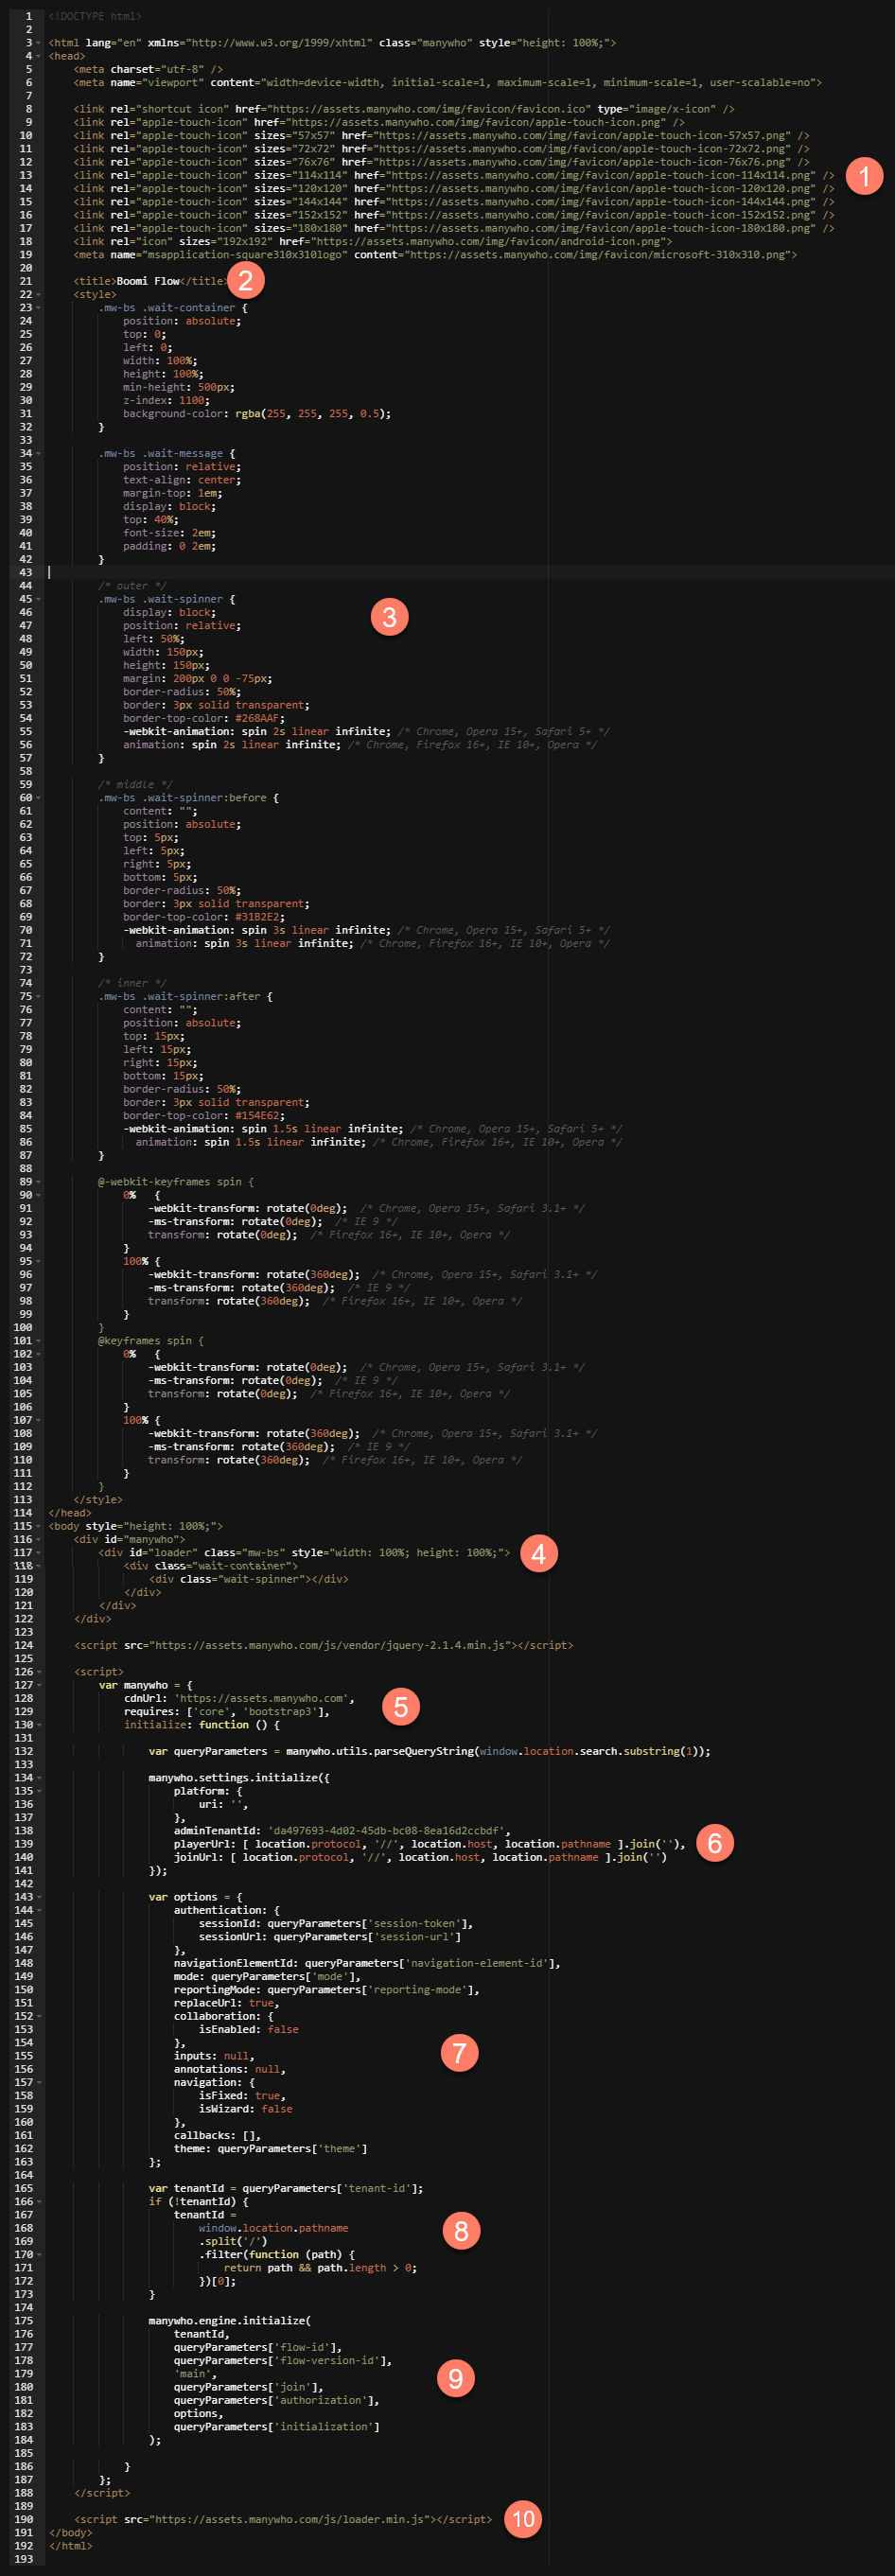 1 <!DOCTYPE html>
2
3 <html lang="en" xmlns="http://www.w3.org/1999/xhtml" class="manywho" style="height: 100%;">
4 <head>
5 <meta charset="utf-8" />
6 <meta name="viewport" content="width=device-width, initial-scale=1, maximum-scale=1, minimum-scale=1, user-scalable=no">
7
8 <link rel="shortcut icon" href="https://assets.manywho.com/img/favicon/favicon.ico" type="image/x-icon" />
9 <link rel="apple-touch-icon" href="https://assets.manywho.com/img/favicon/apple-touch-icon.png" />
10 <link rel="apple-touch-icon" sizes="57x57" href="https://assets.manywho.com/img/favicon/apple-touch-icon-57x57.png" />
11 <link rel="apple-touch-icon" sizes="72x72" href="https://assets.manywho.com/img/favicon/apple-touch-icon-72x72.png" />
12 <link rel="apple-touch-icon" sizes="76x76" href="https://assets.manywho.com/img/favicon/apple-touch-icon-76x76.png" />
13 <link rel="apple-touch-icon" sizes="114x114" href="https://assets.manywho.com/img/favicon/apple-touch-icon-114x114.png" /> 1
14 <link rel="apple-touch-icon" sizes="120x120" href="https://assets.manywho.com/img/favicon/apple-touch-icon-120x120.png" />
15 <link rel="apple-touch-icon" sizes="144x144" href="https://assets.manywho.com/img/favicon/apple-touch-icon-144x144.png" />
16 <link rel="apple-touch-icon" sizes="152x152" href="https://assets.manywho.com/img/favicon/apple-touch-icon-152x152.png" />
17 <link rel="apple-touch-icon" sizes="180x180" href="https://assets.manywho.com/img/favicon/apple-touch-icon-180x180.png" />
18 <link rel="icon" sizes="192x192" href="https://assets.manywho.com/img/favicon/android-icon.png">
19 <meta name="msapplication-square310x310logo" content="https://assets.manywho.com/img/favicon/microsoft-310x310.png">
20
21 <title>Boomi Flow</title> 2
22 <style>
23 .mw-bs .wait-container {
24 position: absolute;
25 top: 0;
26 left: 0;
27 width: 100%;
28 height: 100%;
29 min-height: 500px;
30 z-index: 1100;
31 background-color: rgba(255, 255, 255, 0.5);
32 }
33
34 .mw-bs .wait-message {
35 position: relative;
36 text-align: center;
37 margin-top: 1em;
38 display: block;
39 top: 40%;
40 font-size: 2em;
41 padding: 0 2em;
42 }
43
44 /* outer */
45 .mw-bs .wait-spinner {
46 display: block; 3
47 position: relative;
48 left: 50%;
49 width: 150px;
50 height: 150px;
51 margin: 200px 0 0 -75px;
52 border-radius: 50%;
53 border: 3px solid transparent;
54 border-top-color: #268AAF;
55 -webkit-animation: spin 2s linear infinite; /* Chrome, Opera 15+, Safari 5+ */
56 animation: spin 2s linear infinite; /* Chrome, Firefox 16+, IE 10+, Opera */
57 }
58
59 /* middle */
60 .mw-bs .wait-spinner:before {
61 content: "";
62 position: absolute;
63 top: 5px;
64 left: 5px;
65 right: 5px;
66 bottom: 5px;
67 border-radius: 50%;
68 border: 3px solid transparent;
69 border-top-color: #31B2E2;
70 -webkit-animation: spin 3s linear infinite; /* Chrome, Opera 15+, Safari 5+ */
71 animation: spin 3s linear infinite; /* Chrome, Firefox 16+, IE 10+, Opera */
72 }
73
74 /* inner */
75 .mw-bs .wait-spinner:after {
76 content: "";
77 position: absolute;
78 top: 15px;
79 left: 15px;
80 right: 15px;
81 bottom: 15px;
82 border-radius: 50%;
83 border: 3px solid transparent;
84 border-top-color: #154E62;
85 -webkit-animation: spin 1.5s linear infinite; /* Chrome, Opera 15+, Safari 5+ */
86 animation: spin 1.5s linear infinite; /* Chrome, Firefox 16+, IE 10+, Opera */
87 }
88
89 @-webkit-keyframes spin {
90 0% {
91 -webkit-transform: rotate(0deg); /* Chrome, Opera 15+, Safari 3.1+ */
92 -ms-transform: rotate(0deg); /* IE 9 */
93 transform: rotate(0deg); /* Firefox 16+, IE 10+, Opera */
94 }
95 100% {
96 -webkit-transform: rotate(360deg); /* Chrome, Opera 15+, Safari 3.1+ */
97 -ms-transform: rotate(360deg); /* IE 9 */
98 transform: rotate(360deg); /* Firefox 16+, IE 10+, Opera */
99 }
100 }
101 @keyframes spin {
102 0% {
103 -webkit-transform: rotate(0deg); /* Chrome, Opera 15+, Safari 3.1+ */
104 -ms-transform: rotate(0deg); /* IE 9 */
105 transform: rotate(0deg); /* Firefox 16+, IE 10+, Opera */
106 }
107 100% {
108 -webkit-transform: rotate(360deg); /* Chrome, Opera 15+, Safari 3.1+ */
109 -ms-transform: rotate(360deg); /* IE 9 */
110 transform: rotate(360deg); /* Firefox 16+, IE 10+, Opera */
111 }
112 }
113 </style>
114 </head>
115 <body style="height: 100%;">
116 <div id="manywho">
117 <div id="loader" class="mw-bs" style="width: 100%; height: 100%;"> 4
118 <div class="wait-container">
119 <div class="wait-spinner"></div>
120 </div>
121 </div>
122 </div>
123
124 <script src="https://assets.manywho.com/js/vendor/jquery-2.1.4.min.js"></script>
125
126 <script>
127 var manywho = {
128 cdnUrl: 'https://assets.manywho.com',
129 requires: ['core', 'bootstrap3'], 5
130 initialize: function () {
131
132 var queryParameters = manywho.utils.parseQueryString(window.location.search.substring(1));
133
134 manywho.settings.initialize({
135 platform: {
136 uri: '',
137 },
138 adminTenantId: 'da497693-4d02-45db-bc08-8ea16d2ccbdf',
139 playerUrl: [ location.protocol, '//', location.host, location.pathname ].join(''), 6
140 joinUrl: [ location.protocol, '//', location.host, location.pathname ].join('')
141 });
142
143 var options = {
144 authentication: {
145 sessionId: queryParameters['session-token'],
146 sessionUrl: queryParameters['session-url']
147 },
148 navigationElementId: queryParameters['navigation-element-id'],
149 mode: queryParameters['mode'],
150 reportingMode: queryParameters['reporting-mode'],
151 replaceUrl: true,
152 collaboration: {
153 isEnabled: false
154 },
155 inputs: null, 7
156 annotations: null,
157 navigation: {
158 isFixed: true,
159 isWizard: false
160 },
161 callbacks: [],
162 theme: queryParameters['theme']
163 };
164
165 var tenantId = queryParameters['tenant-id'];
166 if (!tenantId) {
167 tenantId =
168 window.location.pathname 8
169 .split('/')
170 .filter(function (path) {
171 return path && path.length > 0;
172 })[0];
173 }
174
175 manywho.engine.initialize(
176 tenantId,
177 queryParameters['flow-id'],
178 queryParameters['flow-version-id'],
179 'main', 9
180 queryParameters['join'],
181 queryParameters['authorization'],
182 options,
183 queryParameters['initialization']
184 );
185
186 }
187 };
188 </script>
189
190 <script src="https://assets.manywho.com/js/loader.min.js"></script> 10
191 </body>
192 </html>
193